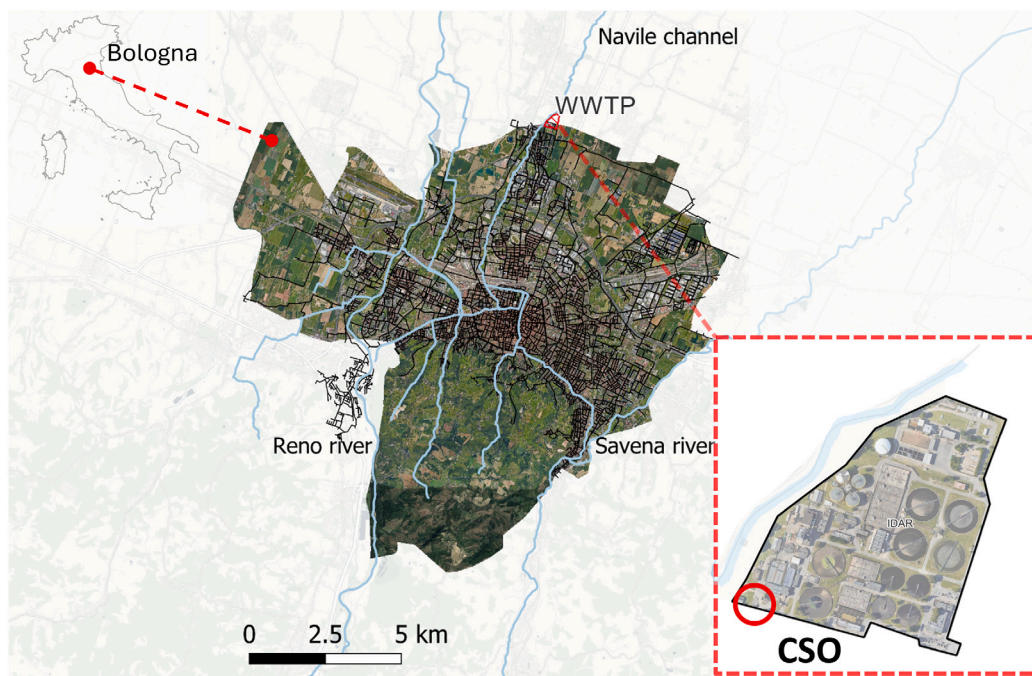 Navile channel
Bologna
WWTP
Reno river
Savena river
IDAR
0 2.5 5 km
CSO